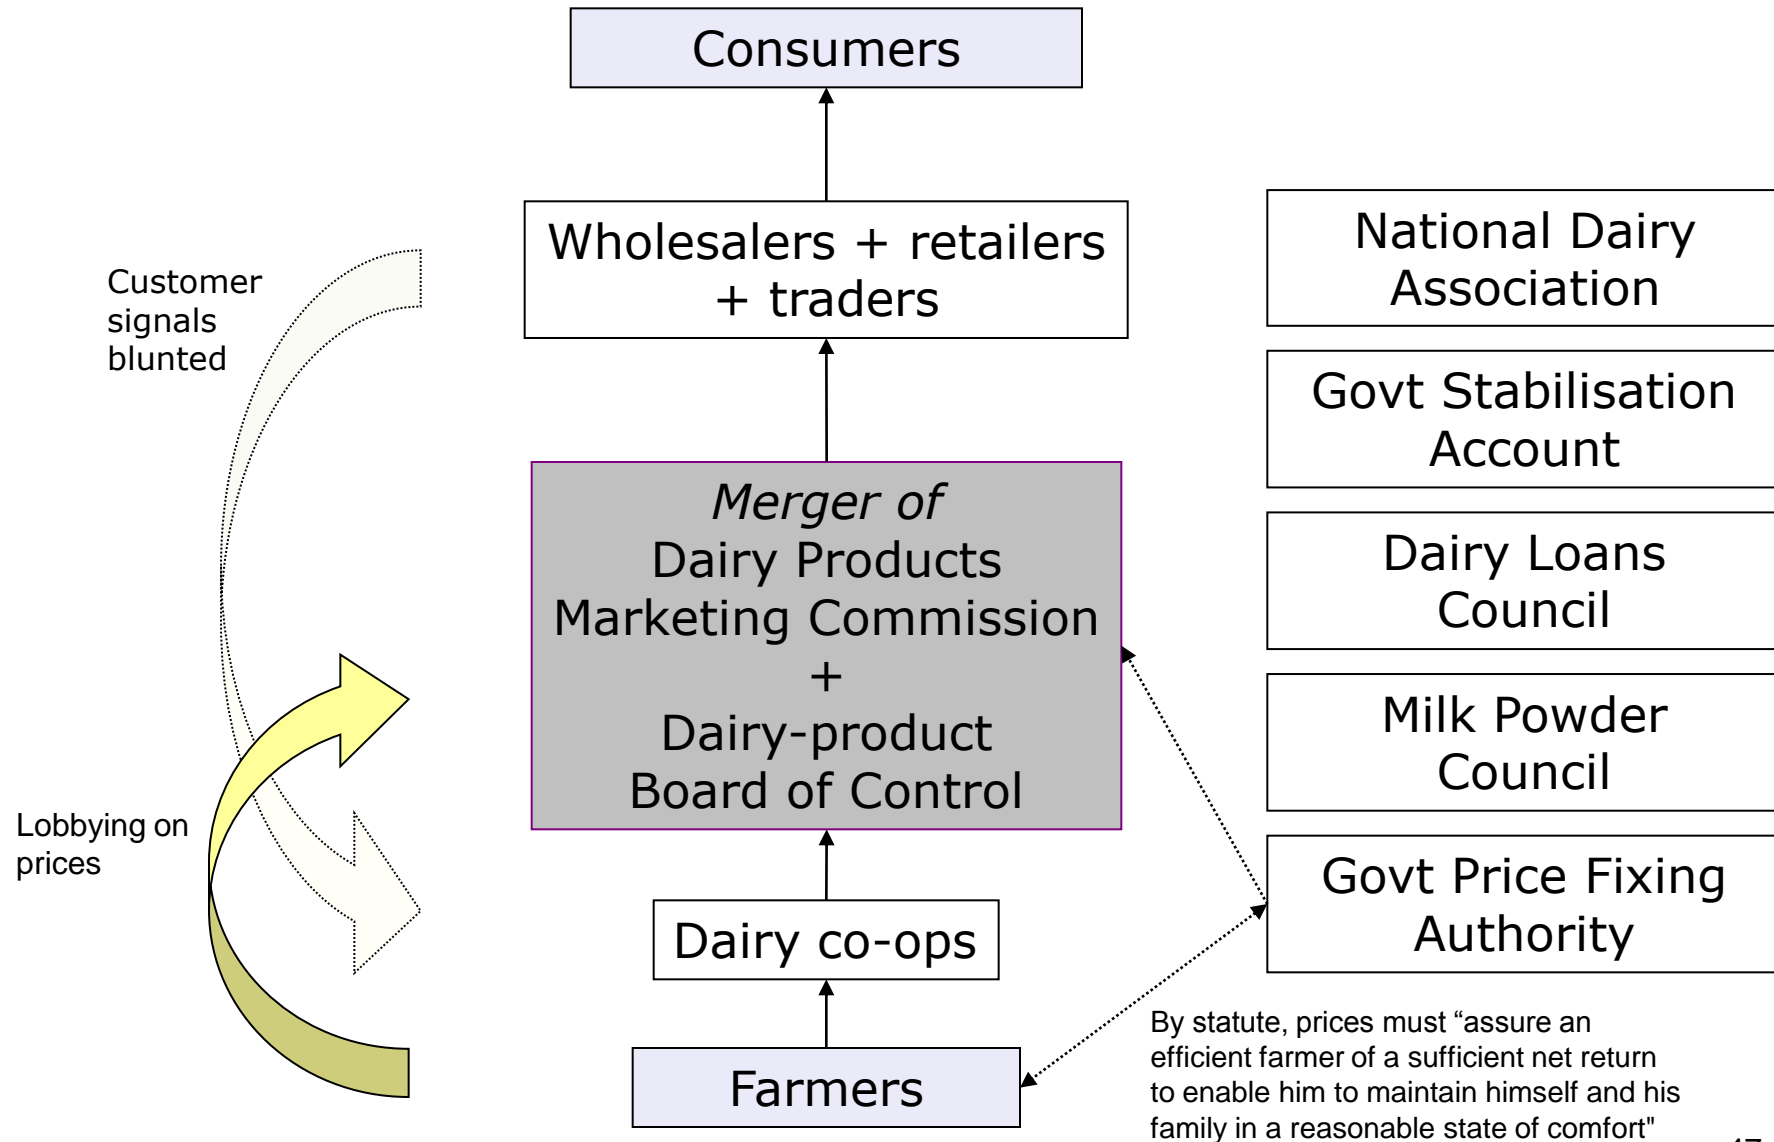 Consumers
Wholesalers + retailers
+ traders
Customer
signals
blunted
Merger of
Dairy Products
Marketing Commission
+
Dairy-product
Board of Control
Lobbying on
prices
Dairy co-ops
Farmers
National Dairy
Association
Govt Stabilisation
Account
Dairy Loans
Council
Milk Powder
Council
Govt Price Fixing
Authority
By statute, prices must “assure an
efficient farmer of a sufficient net return
to enable him to maintain himself and his
family in a reasonable state of comfort"